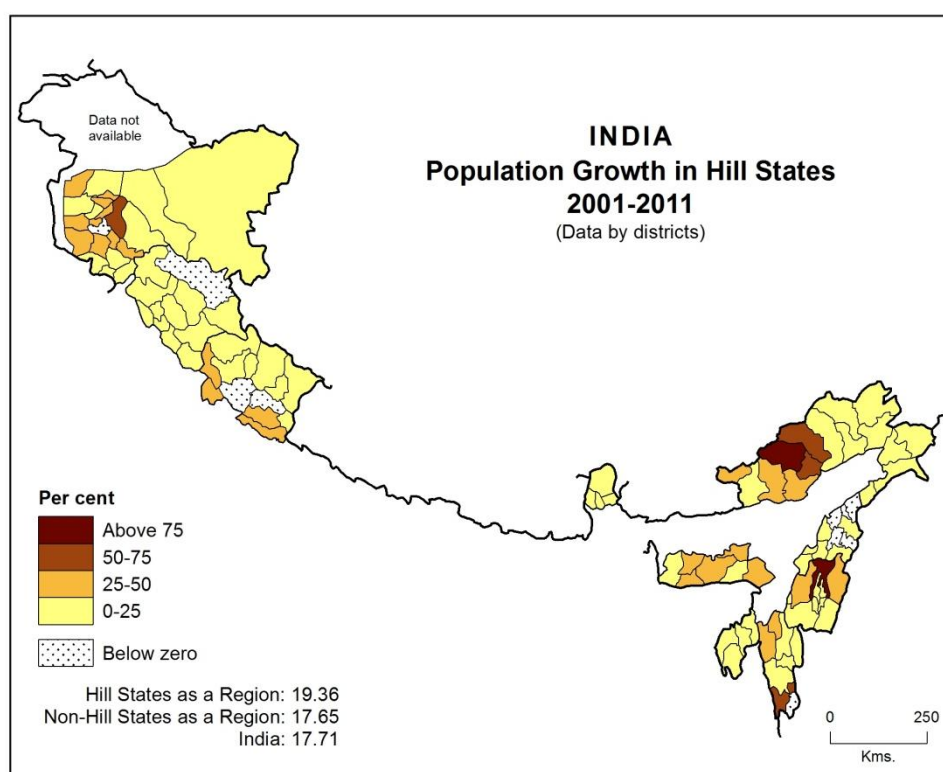 Data not
available
INDIA
Population Growth in Hill States
2001-2011
(Data by districts)
Per cent
Above 75
50-75
25-50
0-25
Below zero
Hill States as a Region: 19.36
Non-Hill States as a Region: 17.65
India: 17.71
0 250
Kms.